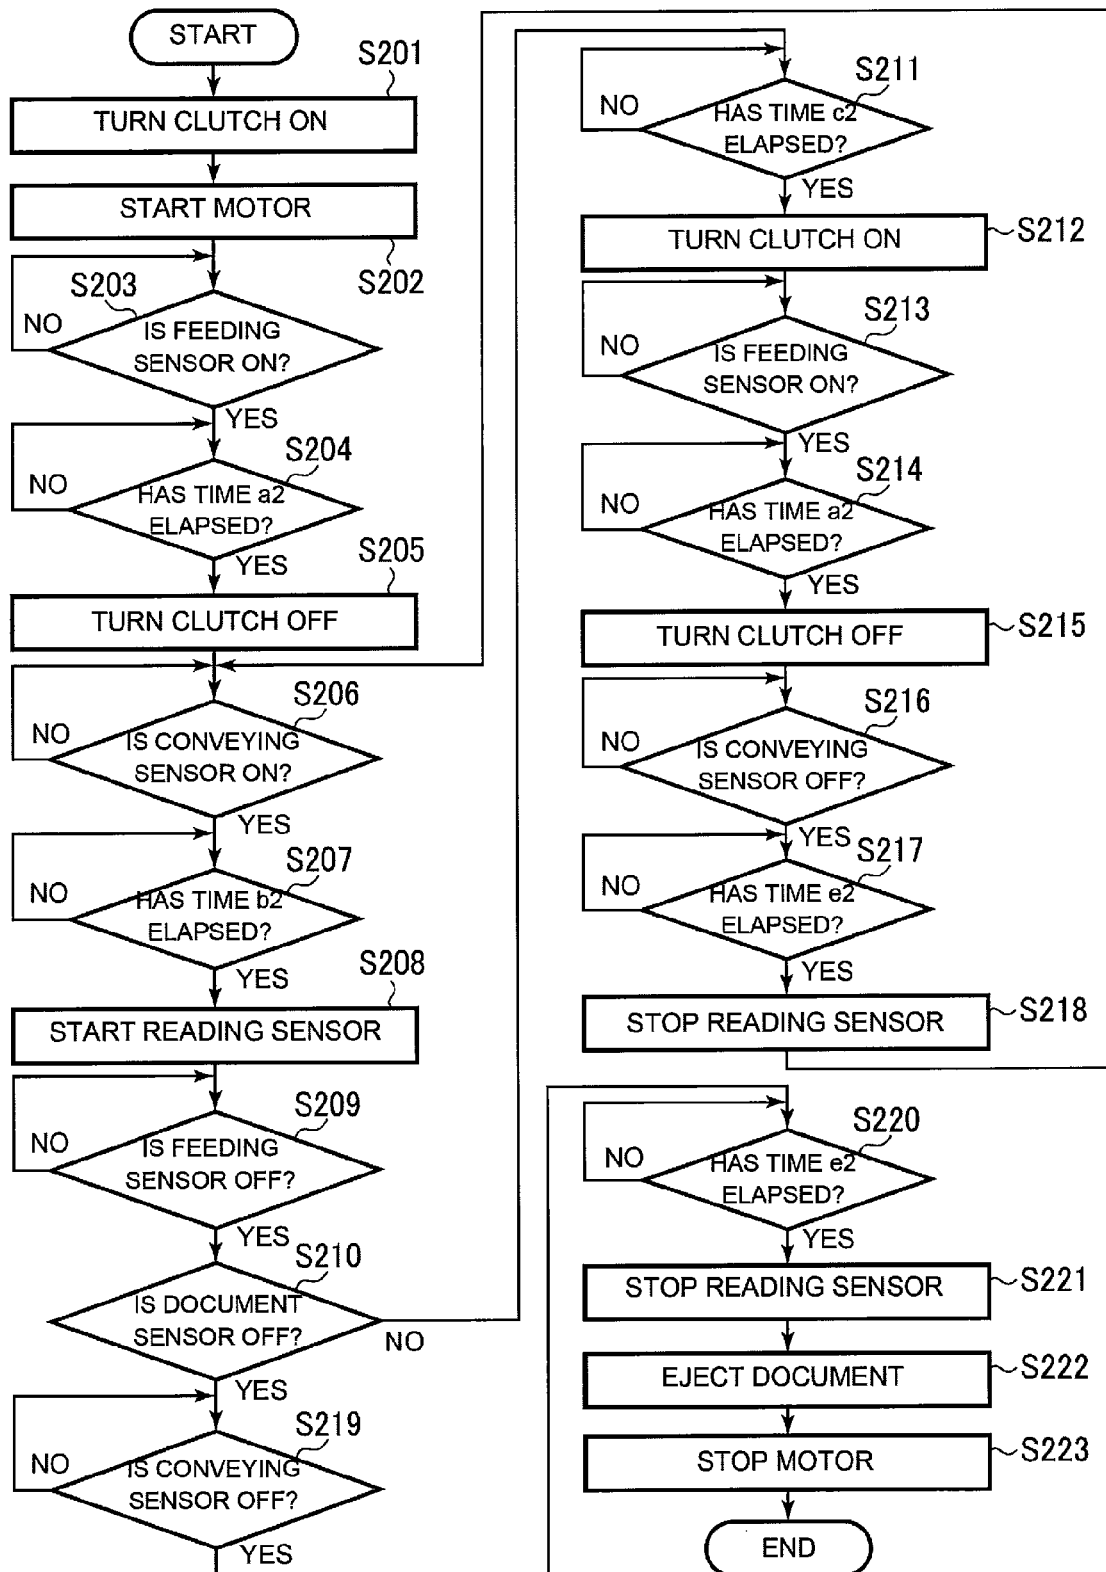 START
S201
TURN CLUTCH ON
START MOTOR
S202
S203
NO
IS FEEDING
SENSOR ON?
YES
S204
NO
HAS TIME a2
ELAPSED?
YES
S205
TURN CLUTCH OFF
S206
NO
IS CONVEYING
SENSOR ON?
YES
S207
NO
HAS TIME b2
ELAPSED?
YES
S208
START READING SENSOR
S209
NO
IS FEEDING
SENSOR OFF?
YES
S210
IS DOCUMENT
SENSOR OFF?
NO
YES
S219
NO
IS CONVEYING
SENSOR OFF?
YES
S211
NO
HAS TIME c2
ELAPSED?
YES
TURN CLUTCH ON
S212
S213
NO
IS FEEDING
SENSOR ON?
YES
S214
NO
HAS TIME a2
ELAPSED?
YES
TURN CLUTCH OFF
S215
S216
NO
IS CONVEYING
SENSOR OFF?
YES
S217
NO
HAS TIME e2
ELAPSED?
YES
STOP READING SENSOR
S218
S220
NO
HAS TIME e2
ELAPSED?
YES
STOP READING SENSOR
S221
EJECT DOCUMENT
S222
STOP MOTOR
S223
END